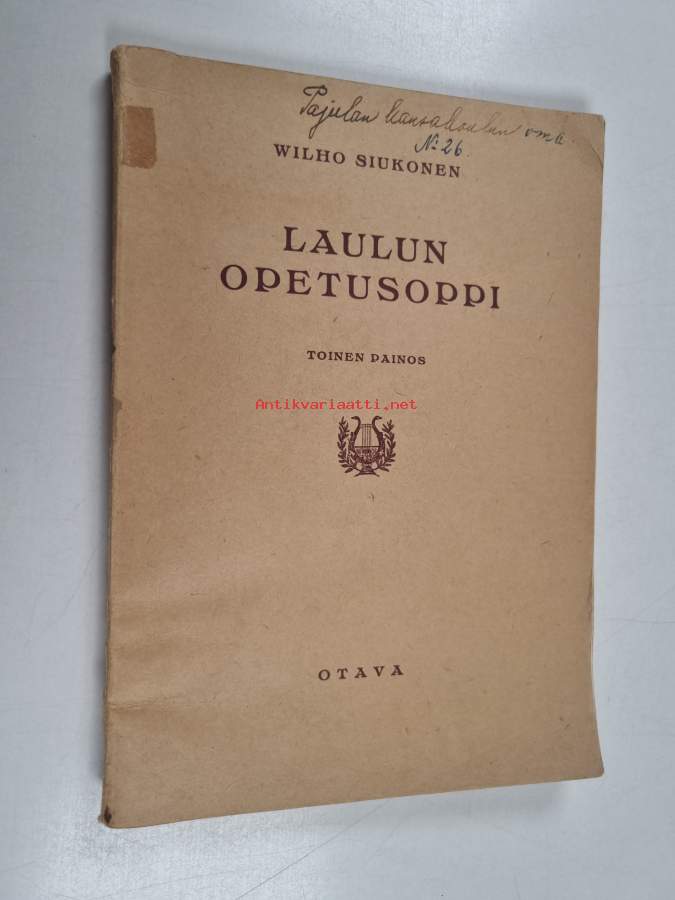 Pajulan kansakoulun oma.
N:26
WILHO SIUKONEN
LAULUN
OPETUSOPPI
TOINEN PAINOS
Antikvariaatti.net
OTAVA